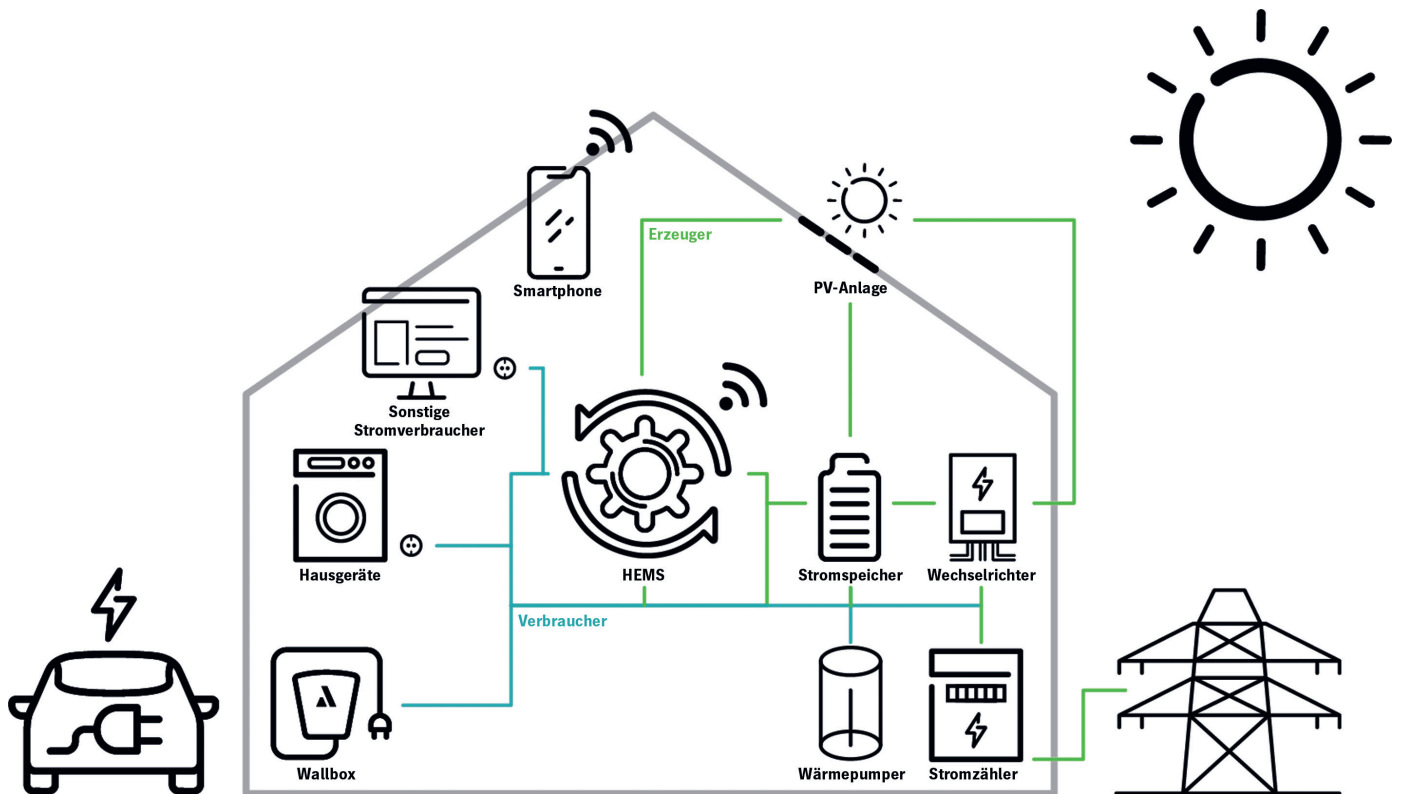 Erzeuger
Smartphone
PV-Anlage
Sonstige
Stromverbraucher
Hausgeräte
HEMS
Stromspeicher
Wechselrichter
Verbraucher
Wallbox
Wärmepumper
Stromzähler